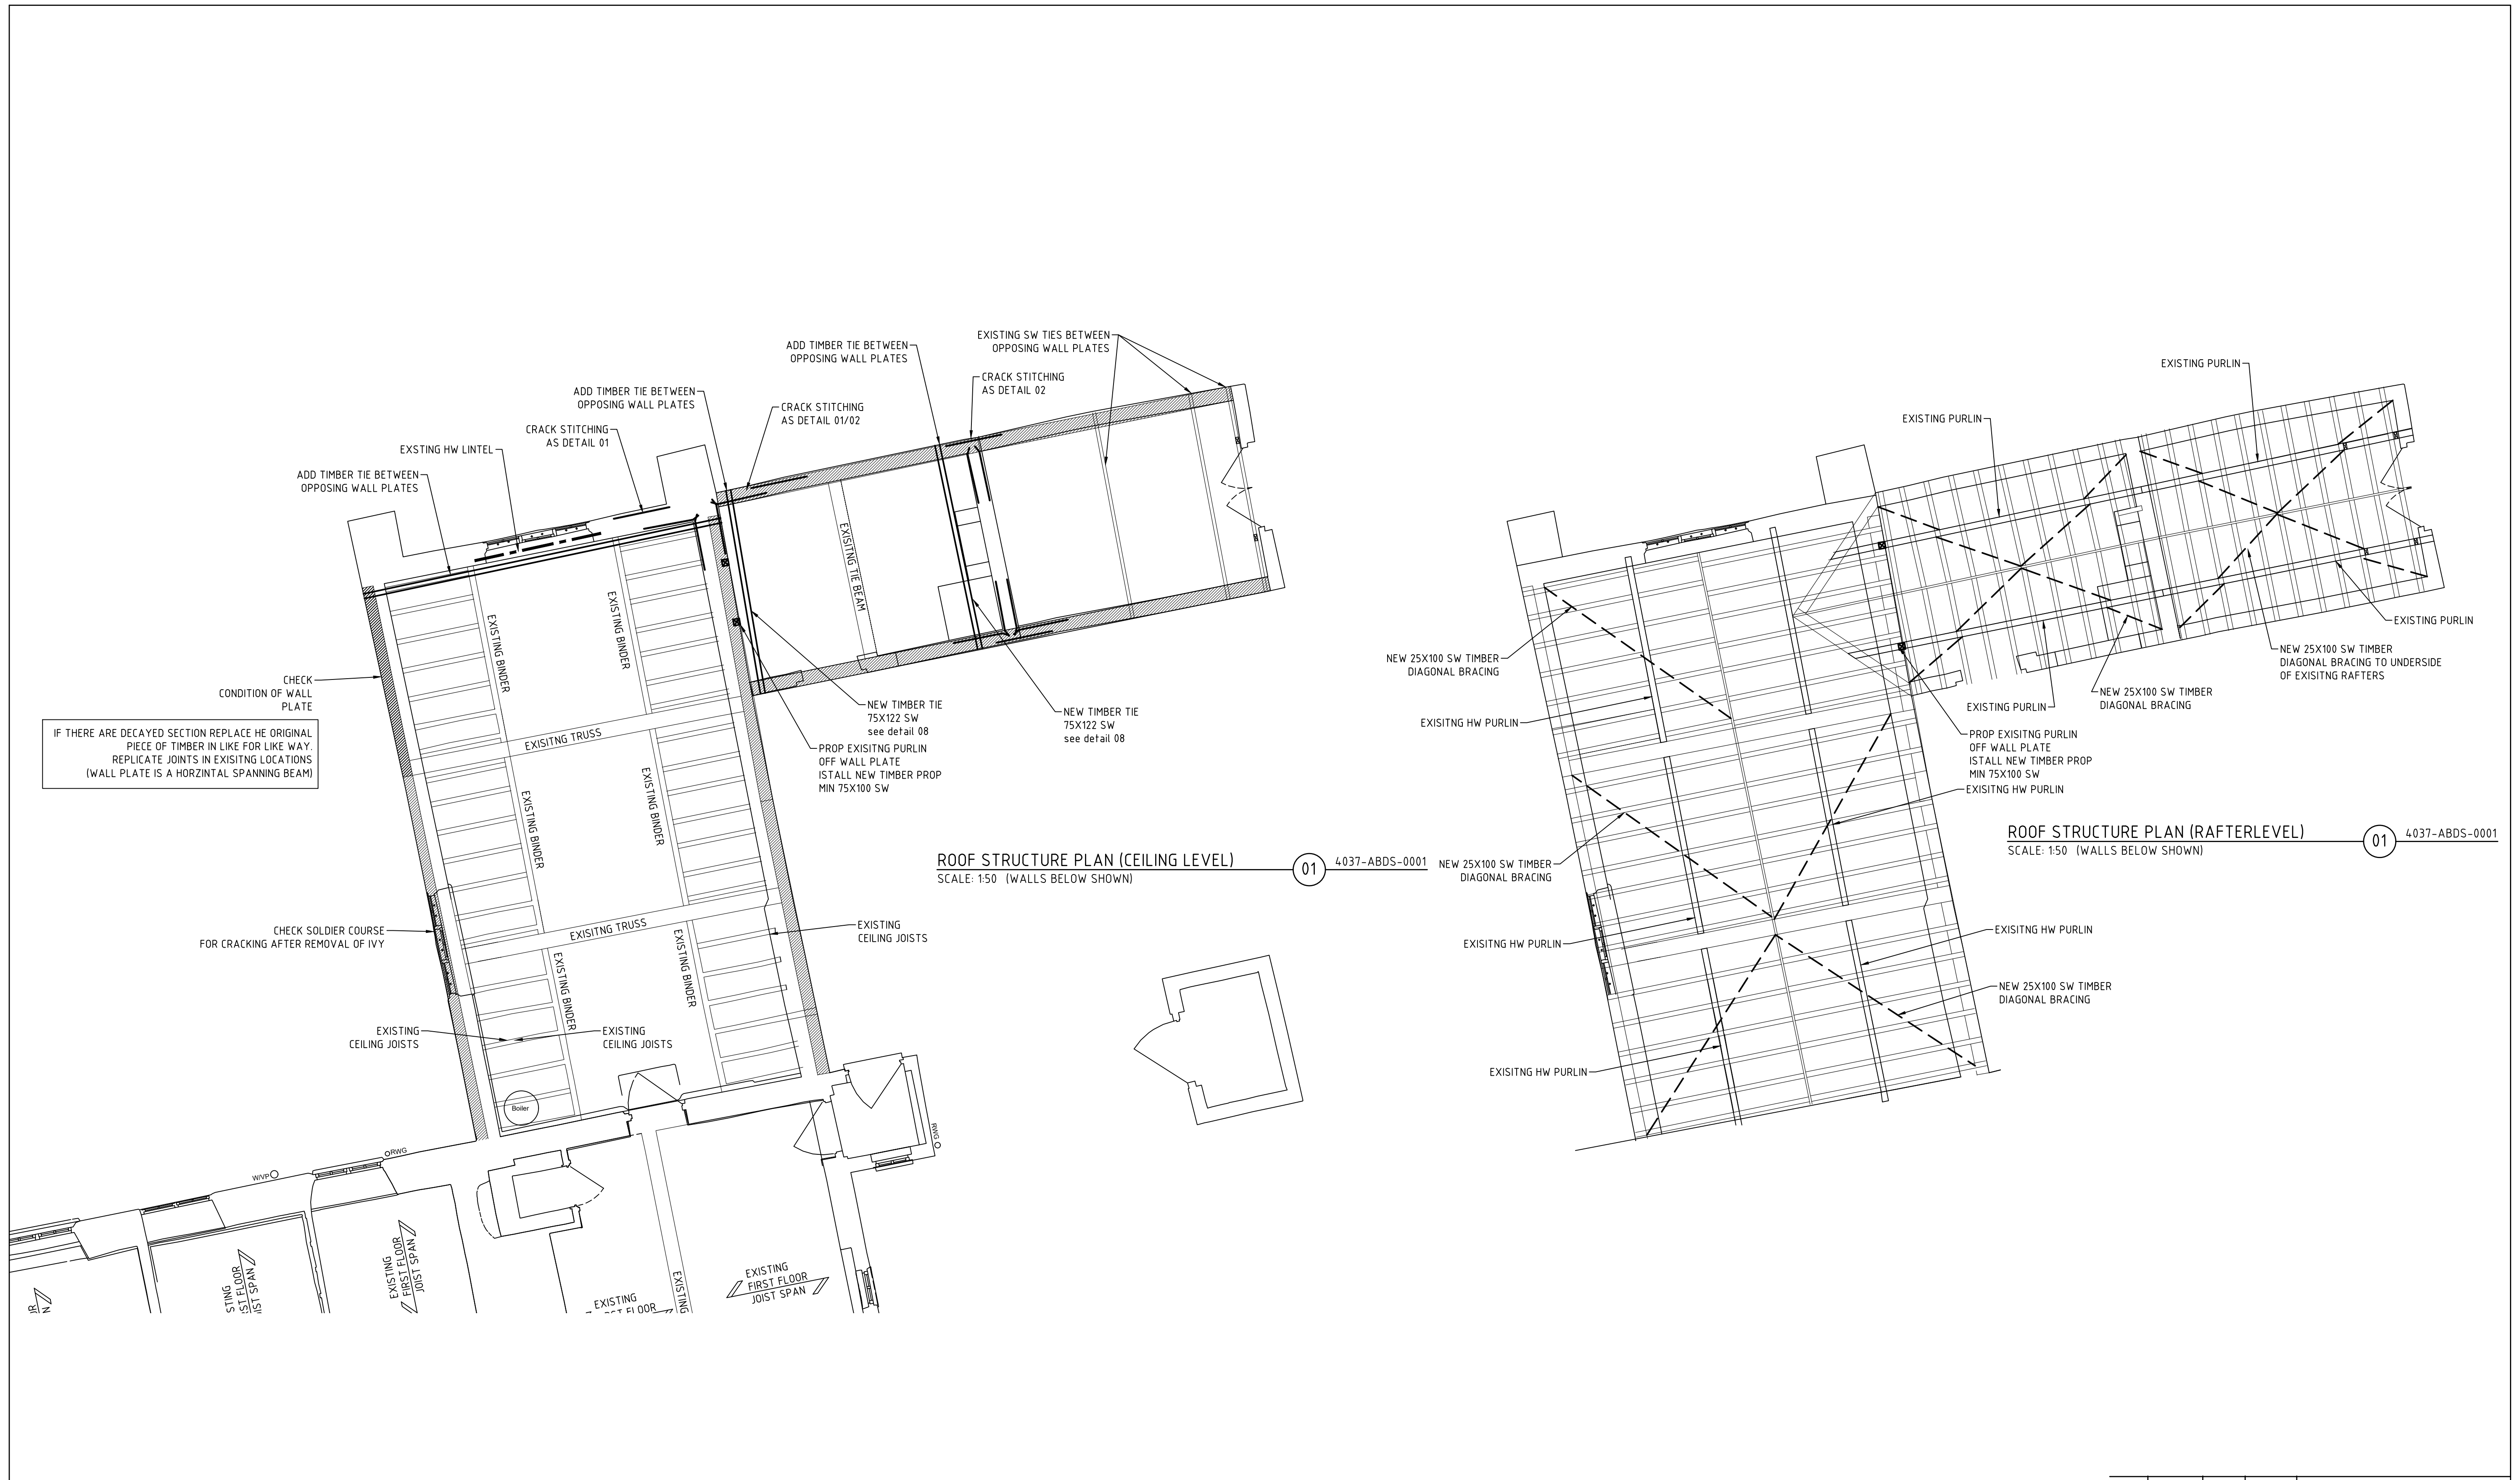 EXISTING SW TIES BETWEEN
OPPOSING WALL PLATES
ADD TIMBER TIE BETWEEN
OPPOSING WALL PLATES
CRACK STITCHING
AS DETAIL 02
ADD TIMBER TIE BETWEEN
OPPOSING WALL PLATES
CRACK STITCHING
AS DETAIL 01/02
CRACK STITCHING
AS DETAIL 01
EXSTING HW LINTEL
ADD TIMBER TIE BETWEEN
OPPOSING WALL PLATES
EXISITNG TIE BEAM
EXISTING BINDER
EXISTING BINDER
CHECK
CONDITION OF WALL
PLATE
IF THERE ARE DECAYED SECTION REPLACE HE ORIGINAL
PIECE OF TIMBER IN LIKE FOR LIKE WAY.
REPLICATE JOINTS IN EXISITNG LOCATIONS
(WALL PLATE IS A HORZINTAL SPANNING BEAM)
NEW TIMBER TIE
75X122 SW
see detail 08
NEW TIMBER TIE
75X122 SW
see detail 08
PROP EXISITNG PURLIN
OFF WALL PLATE
ISTALL NEW TIMBER PROP
MIN 75X100 SW
EXISITNG TRUSS
EXISTING BINDER
EXISTING BINDER
ROOF STRUCTURE PLAN (CEILING LEVEL)
SCALE: 1:50 (WALLS BELOW SHOWN)
01
4037-ABDS-0001
CHECK SOLDIER COURSE
FOR CRACKING AFTER REMOVAL OF IVY
EXISITNG TRUSS
EXISTING BINDER
EXISTING BINDER
EXISTING
CEILING JOISTS
EXISTING
CEILING JOISTS
EXISTING
CEILING JOISTS
Boiler
RWG
WVP
RWG
EXISTING
FIRST FLOOR
JOIST SPAN
EXISTING
FIRST FLOOR
JOIST SPAN
EXISTING
EXISTING
STING
ST FLOOR
IST SPAN
EXISTING PURLIN
EXISTING PURLIN
EXISTING PURLIN
NEW 25X100 SW TIMBER
DIAGONAL BRACING TO UNDERSIDE
OF EXISITNG RAFTERS
NEW 25X100 SW TIMBER
DIAGONAL BRACING
EXISTING PURLIN
PROP EXISITNG PURLIN
OFF WALL PLATE
ISTALL NEW TIMBER PROP
MIN 75X100 SW
EXISITNG HW PURLIN
NEW 25X100 SW TIMBER
DIAGONAL BRACING
EXISITNG HW PURLIN
ROOF STRUCTURE PLAN (RAFTERLEVEL)
SCALE: 1:50 (WALLS BELOW SHOWN)
01
4037-ABDS-0001
NEW 25X100 SW TIMBER
DIAGONAL BRACING
EXISITNG HW PURLIN
EXISITNG HW PURLIN
NEW 25X100 SW TIMBER
DIAGONAL BRACING
EXISITNG HW PURLIN